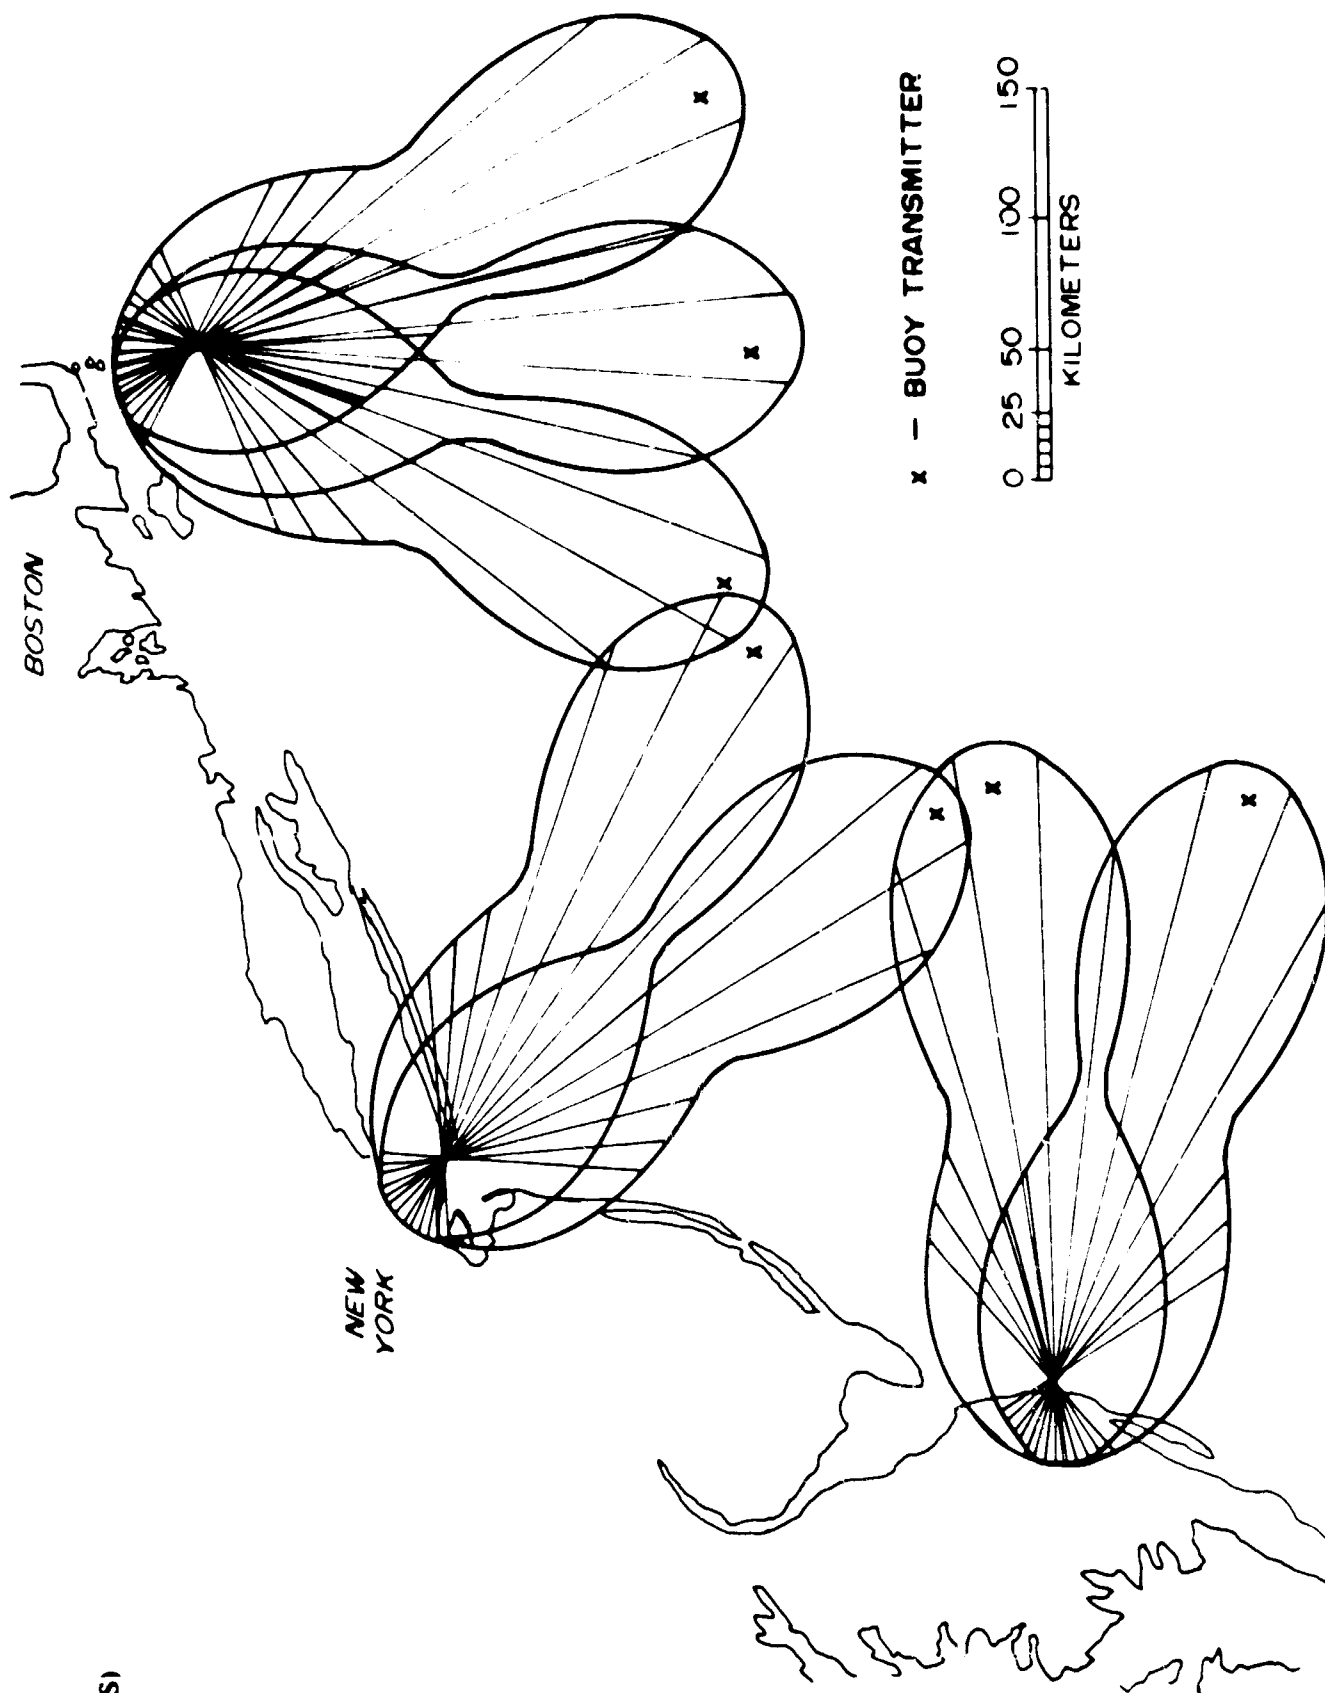 BOSTON
NEW
YORK
x – BUOY TRANSMITTER
0 25 50 100 150
KILOMETERS
S)